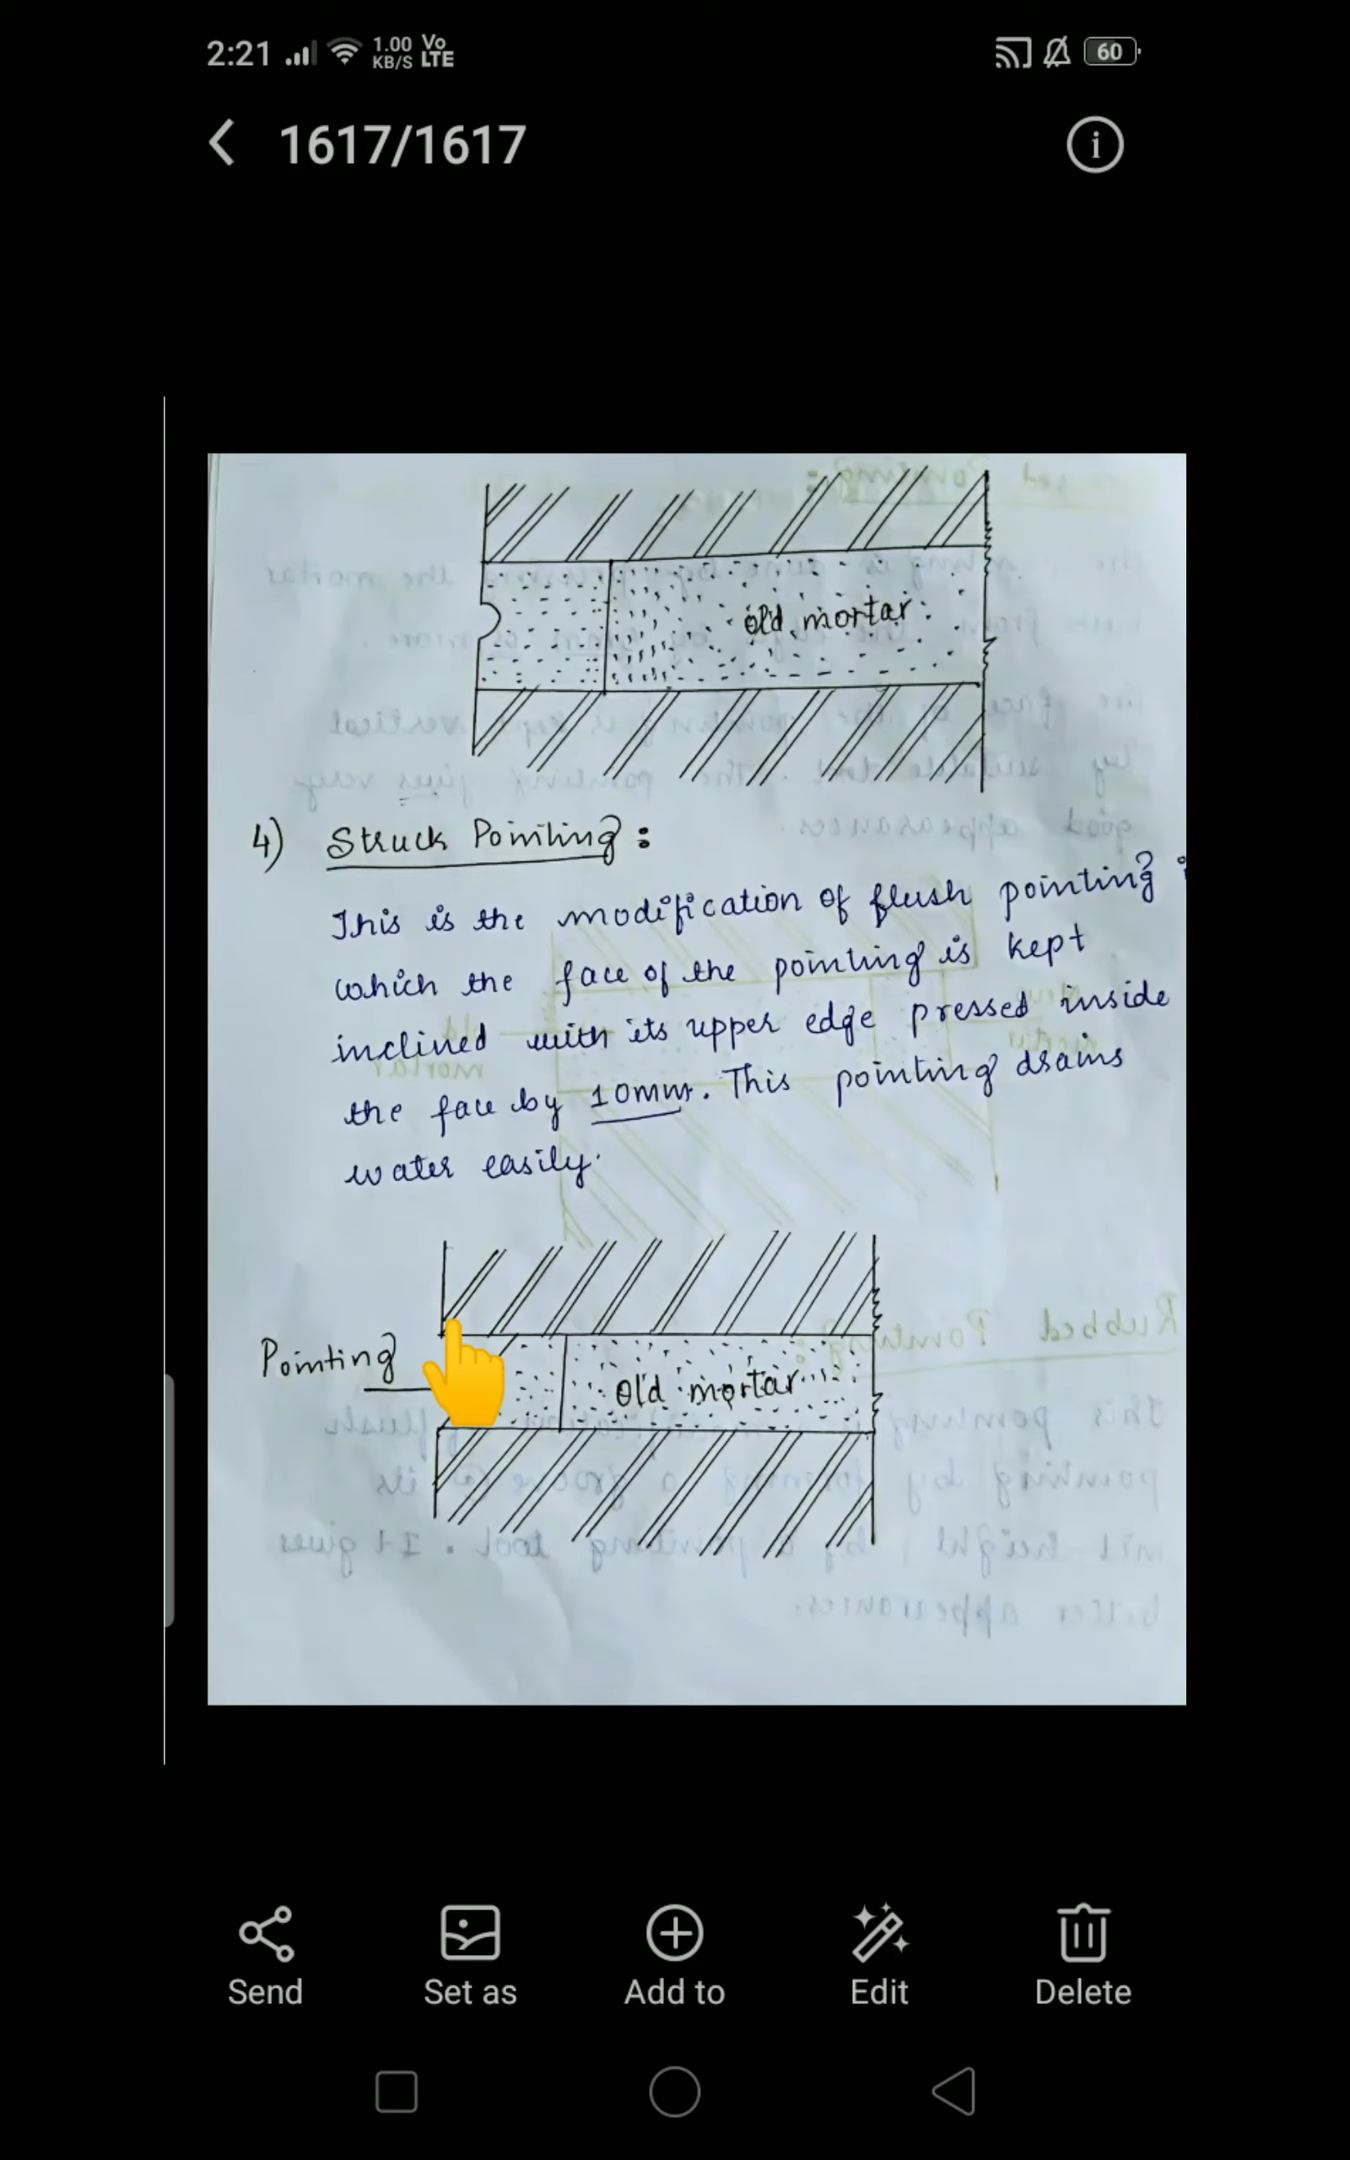 2:21 1.00 KB/S Vo LTE 60
1617/1617
old mortar
4) Struck Pointing :
This is the modification of flush pointing
which the face of the pointing is kept
inclined with its upper edge pressed inside
the face by 10mm. This pointing drains
water easily.
Pointing
old mortar
Send Set as Add to Edit Delete